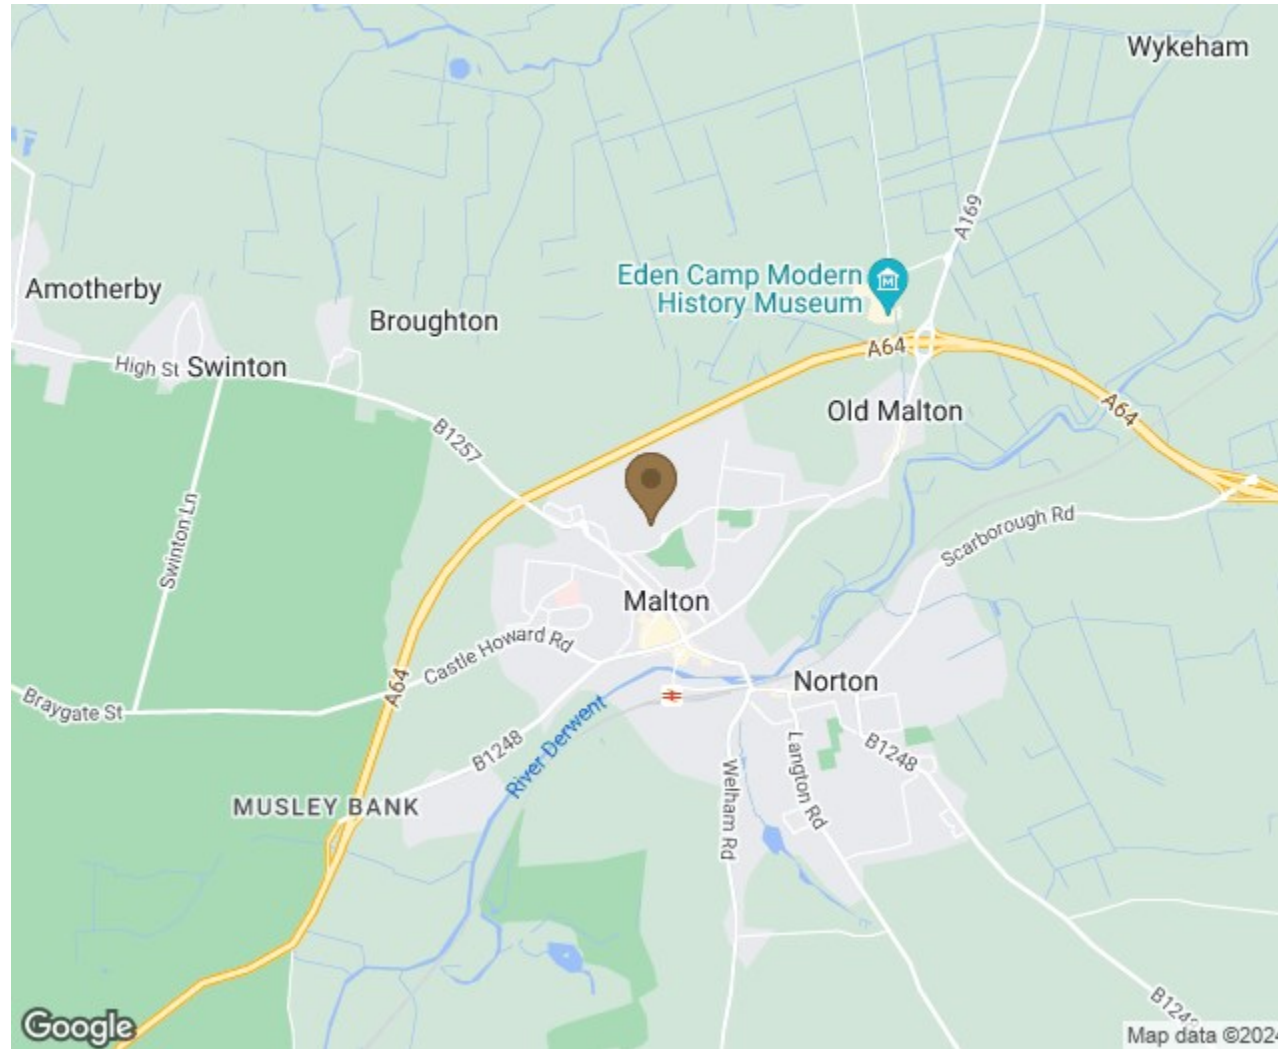 Wykeham
A169
Eden Camp Modern
History Museum
Amotherby
Broughton
A64
High St
Swinton
Old Malton
A64
B1257
Swinton Ln
Scarborough Rd
Malton
Castle Howard Rd
A64
Norton
Braygate St
B1248
River Derwent
Langton Rd
B1248
Welham Rd
MUSLEY BANK
Google
Map data ©2024